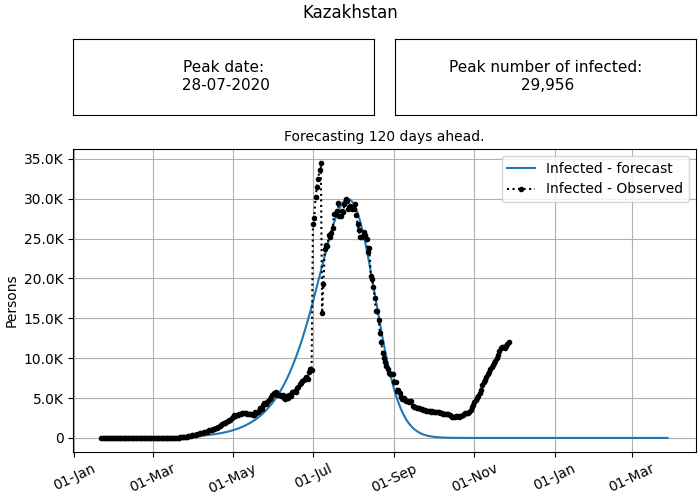 Kazakhstan
Peak date:
28-07-2020
Peak number of infected:
29,956
Forecasting 120 days ahead.
35.0K
30.0K
25.0K
20.0K
15.0K
10.0K
5.0K
0
Persons
Infected - forecast
Infected - Observed
01-Jan
01-Mar
01-May
01-Jul
01-Sep
01-Nov
01-Jan
01-Mar